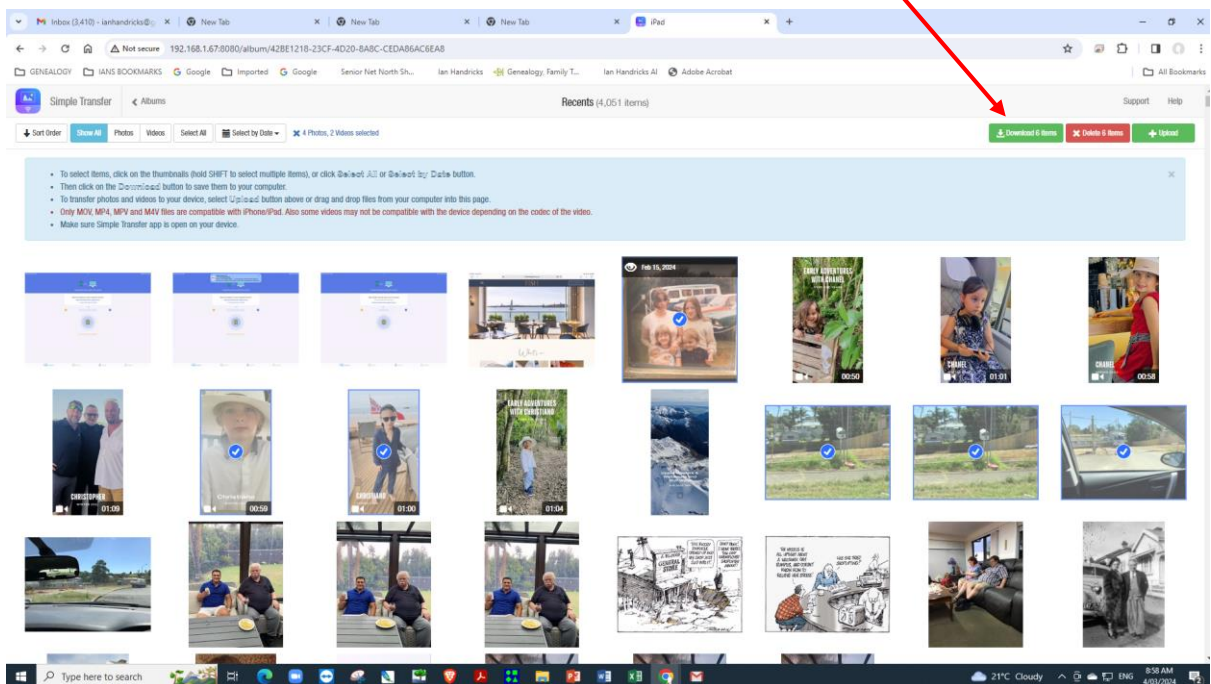 Inbox (3,410) - ianhandricks@g
New Tab
New Tab
New Tab
iPad
Not secure 192.168.1.67:8080/album/42BE1218-23CF-4D20-8A8C-CEDA86AC6EA8
GENEALOGY IANS BOOKMARKS Google Imported Google Senior Net North Sh... Ian Handricks Genealogy, Family T... Ian Handricks AI Adobe Acrobat All Bookmarks
Simple Transfer Albums Recents (4,051 items) Support Help
Sort Order Show All Photos Videos Select All Select by Date 4 Photos, 2 Videos selected Download 6 Items Delete 6 Items Upload
To select items, click on the thumbnails (hold SHIFT to select multiple items), or click Select All or Select by Date button.
Then click on the Download button to save them to your computer.
To transfer photos and videos to your device, select Upload button above or drag and drop files from your computer into this page.
Only MOV, MP4, MPV and M4V files are compatible with iPhone/iPad. Also some videos may not be compatible with the device depending on the codec of the video.
Make sure Simple Transfer app is open on your device.
Feb 15, 2024
EARLY ADVENTURES
WITH CHANEL
00:50
CHANEL
01:01
CHANEL
00:58
CHRISTOPHER
01:09
00:59
CHRISTIANO
01:00
EARLY ADVENTURES
WITH CHRISTIANO
01:04
GENERAL
STORE
Type here to search
21°C Cloudy ENG 8:58 AM
4/03/2024